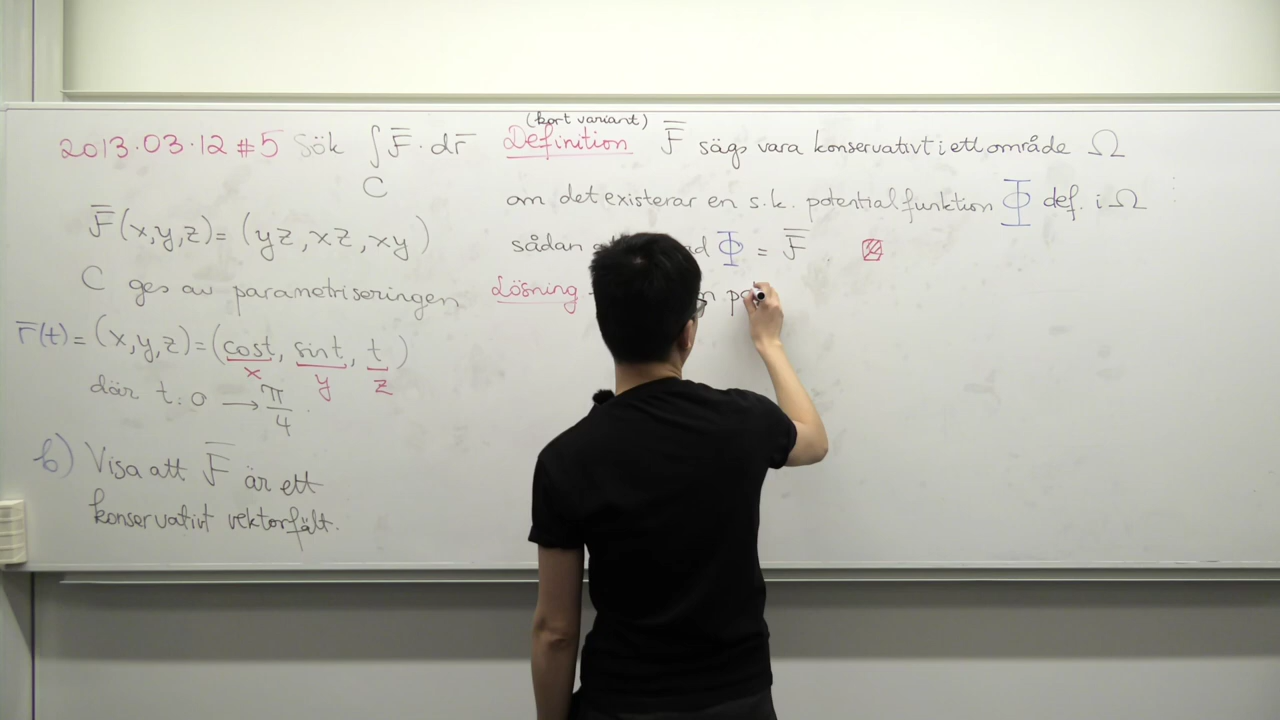 2013.03.12 #5 Sök ∫ F̅ · dr̅
C
F̅(x,y,z) = (yz, xz, xy)
C ges av parametriseringen
r̅(t) = (x,y,z) = (cost, sint, t)
x y z
där t: 0 → π/4.
b) Visa att F̅ är ett
konservativt vektorfält.
(kort variant)
Definition F̅ sägs vara konservativt i ett område Ω
om det existerar en s.k. potentialfunktion Φ def. i Ω
sådan Φ = F̅
Lösning